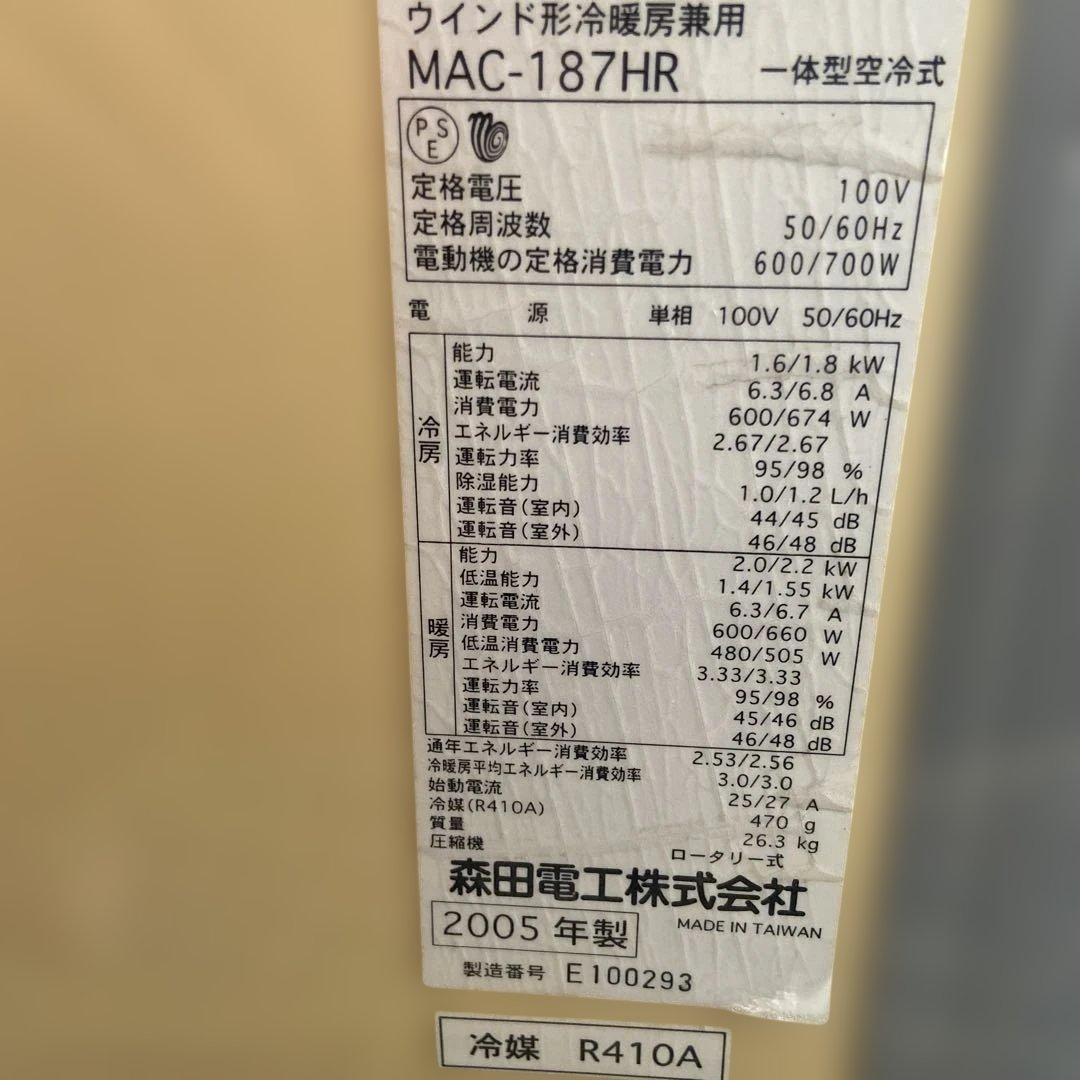 ウインド形冷暖房兼用
MAC-187HR 一体型空冷式
PSE
定格電圧 100V
定格周波数 50/60Hz
電動機の定格消費電力 600/700W
電源 単相 100V 50/60Hz
冷房
能力 1.6/1.8 kW
運転電流 6.3/6.8 A
消費電力 600/674 W
エネルギー消費効率 2.67/2.67
運転力率 95/98 %
除湿能力 1.0/1.2 L/h
運転音(室内) 44/45 dB
運転音(室外) 46/48 dB
暖房
能力 2.0/2.2 kW
低温能力 1.4/1.55 kW
運転電流 6.3/6.7 A
消費電力 600/660 W
低温消費電力 480/505 W
エネルギー消費効率 3.33/3.33
運転力率 95/98 %
運転音(室内) 45/46 dB
運転音(室外) 46/48 dB
通年エネルギー消費効率 2.53/2.56
冷暖房平均エネルギー消費効率 3.0/3.0
始動電流 25/27 A
冷媒(R410A) 470 g
質量 26.3 kg
圧縮機 ロータリー式
森田電工株式会社
2005 年製 MADE IN TAIWAN
製造番号 E100293
冷媒 R410A